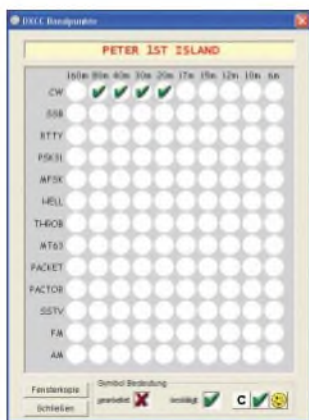 DXCC Bandpunkte
PETER 1ST ISLAND
160m 80m 40m 30m 20m 17m 15m 12m 10m 6m
CW
SSB
RTTY
PSK31
MFSK
HELL
THROB
MT63
PACKET
PACTOR
SSTV
FM
AM
Fensterkopie
Schließen
Symbol Bedeutung
gearbeitet
bestätigt
C